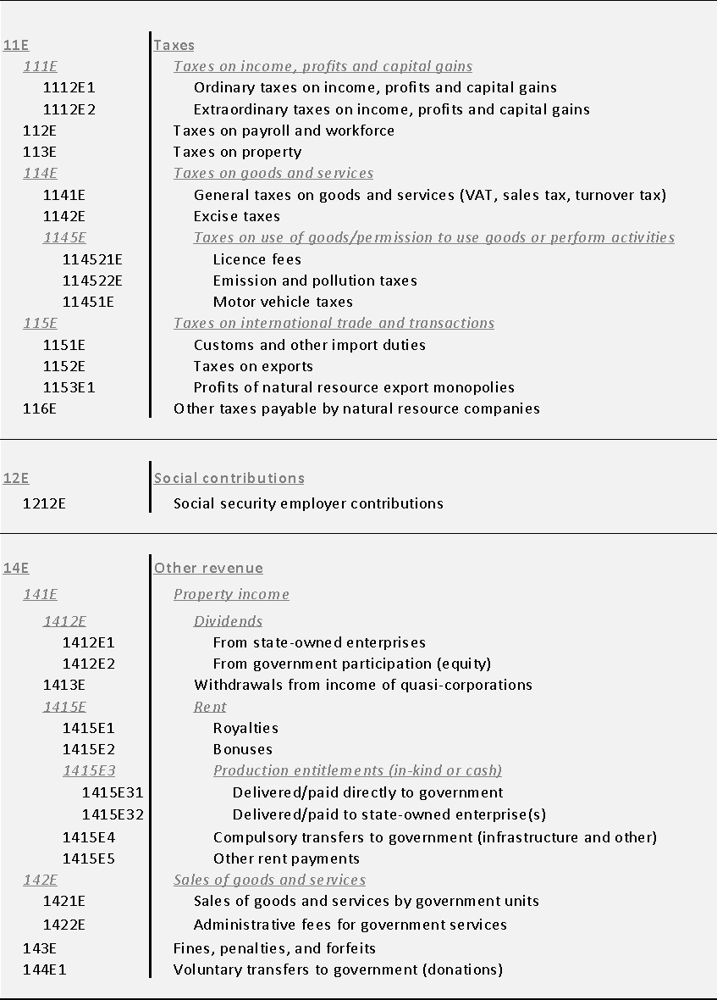 11E Taxes
111E Taxes on income, profits and capital gains
1112E1 Ordinary taxes on income, profits and capital gains
1112E2 Extraordinary taxes on income, profits and capital gains
112E Taxes on payroll and workforce
113E Taxes on property
114E Taxes on goods and services
1141E General taxes on goods and services (VAT, sales tax, turnover tax)
1142E Excise taxes
1145E Taxes on use of goods/permission to use goods or perform activities
114521E Licence fees
114522E Emission and pollution taxes
11451E Motor vehicle taxes
115E Taxes on international trade and transactions
1151E Customs and other import duties
1152E Taxes on exports
1153E1 Profits of natural resource export monopolies
116E Other taxes payable by natural resource companies
12E Social contributions
1212E Social security employer contributions
14E Other revenue
141E Property income
1412E Dividends
1412E1 From state-owned enterprises
1412E2 From government participation (equity)
1413E Withdrawals from income of quasi-corporations
1415E Rent
1415E1 Royalties
1415E2 Bonuses
1415E3 Production entitlements (in-kind or cash)
1415E31 Delivered/paid directly to government
1415E32 Delivered/paid to state-owned enterprise(s)
1415E4 Compulsory transfers to government (infrastructure and other)
1415E5 Other rent payments
142E Sales of goods and services
1421E Sales of goods and services by government units
1422E Administrative fees for government services
143E Fines, penalties, and forfeits
144E1 Voluntary transfers to government (donations)